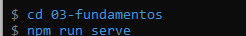 $ cd 03-fundamentos
$ npm run serve